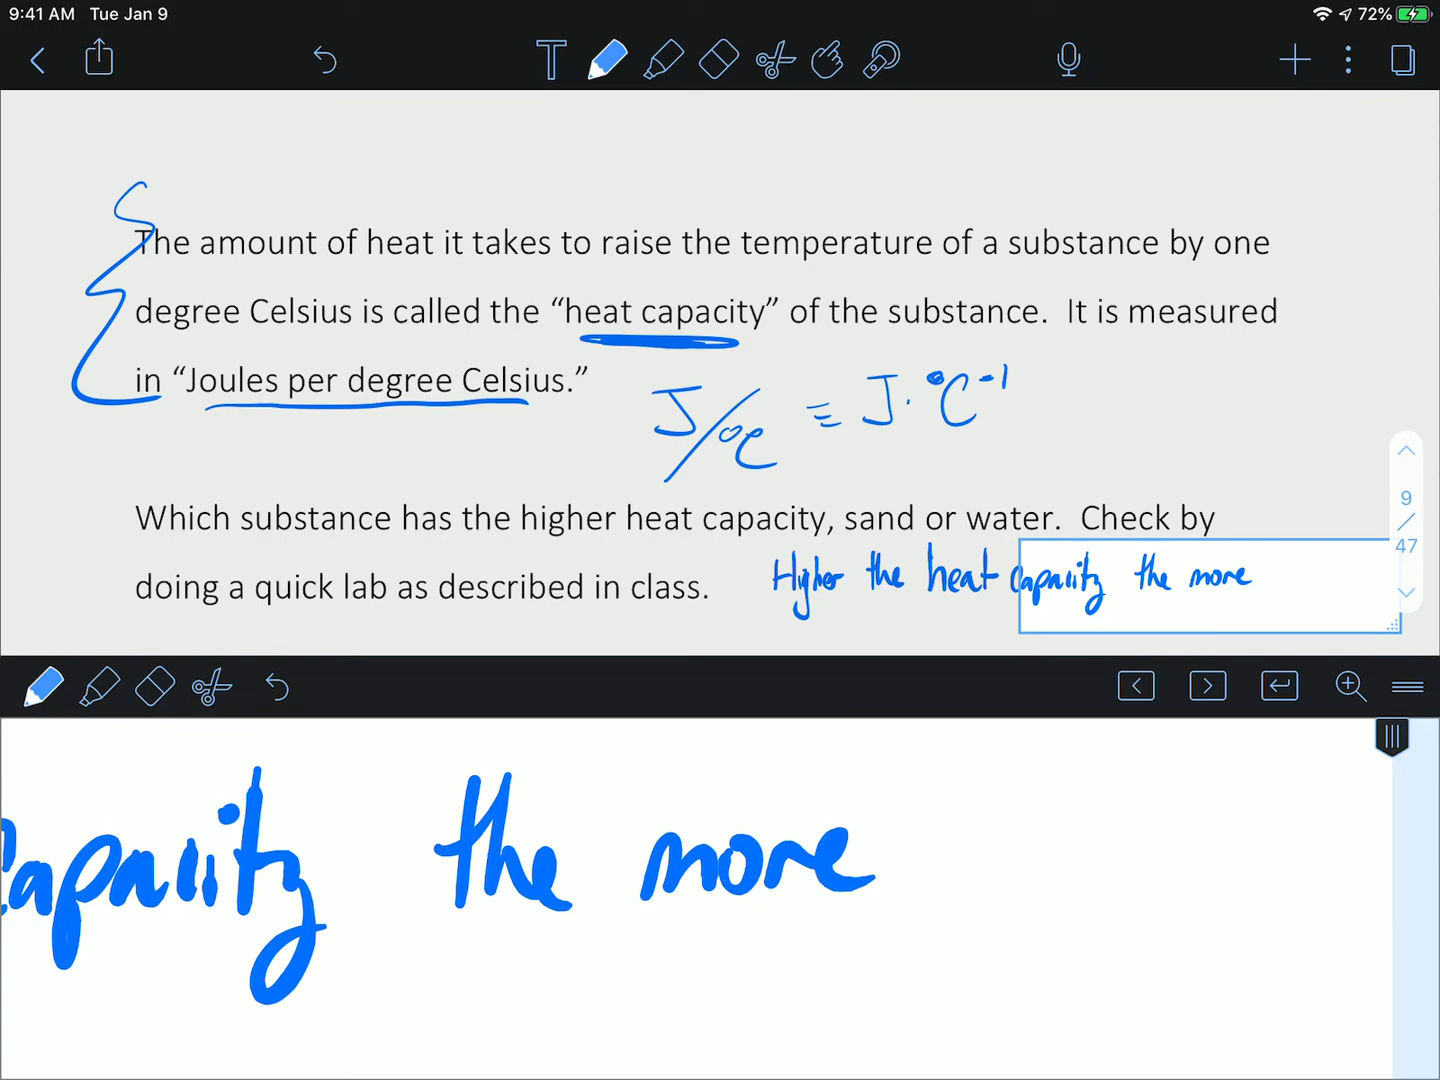 9:41 AM Tue Jan 9
72%
The amount of heat it takes to raise the temperature of a substance by one
degree Celsius is called the “heat capacity” of the substance. It is measured
in “Joules per degree Celsius.”
J/°C ≡ J · °C⁻¹
Which substance has the higher heat capacity, sand or water. Check by
doing a quick lab as described in class.
Higher the heat capacity the more
9
/
47
capacity the more